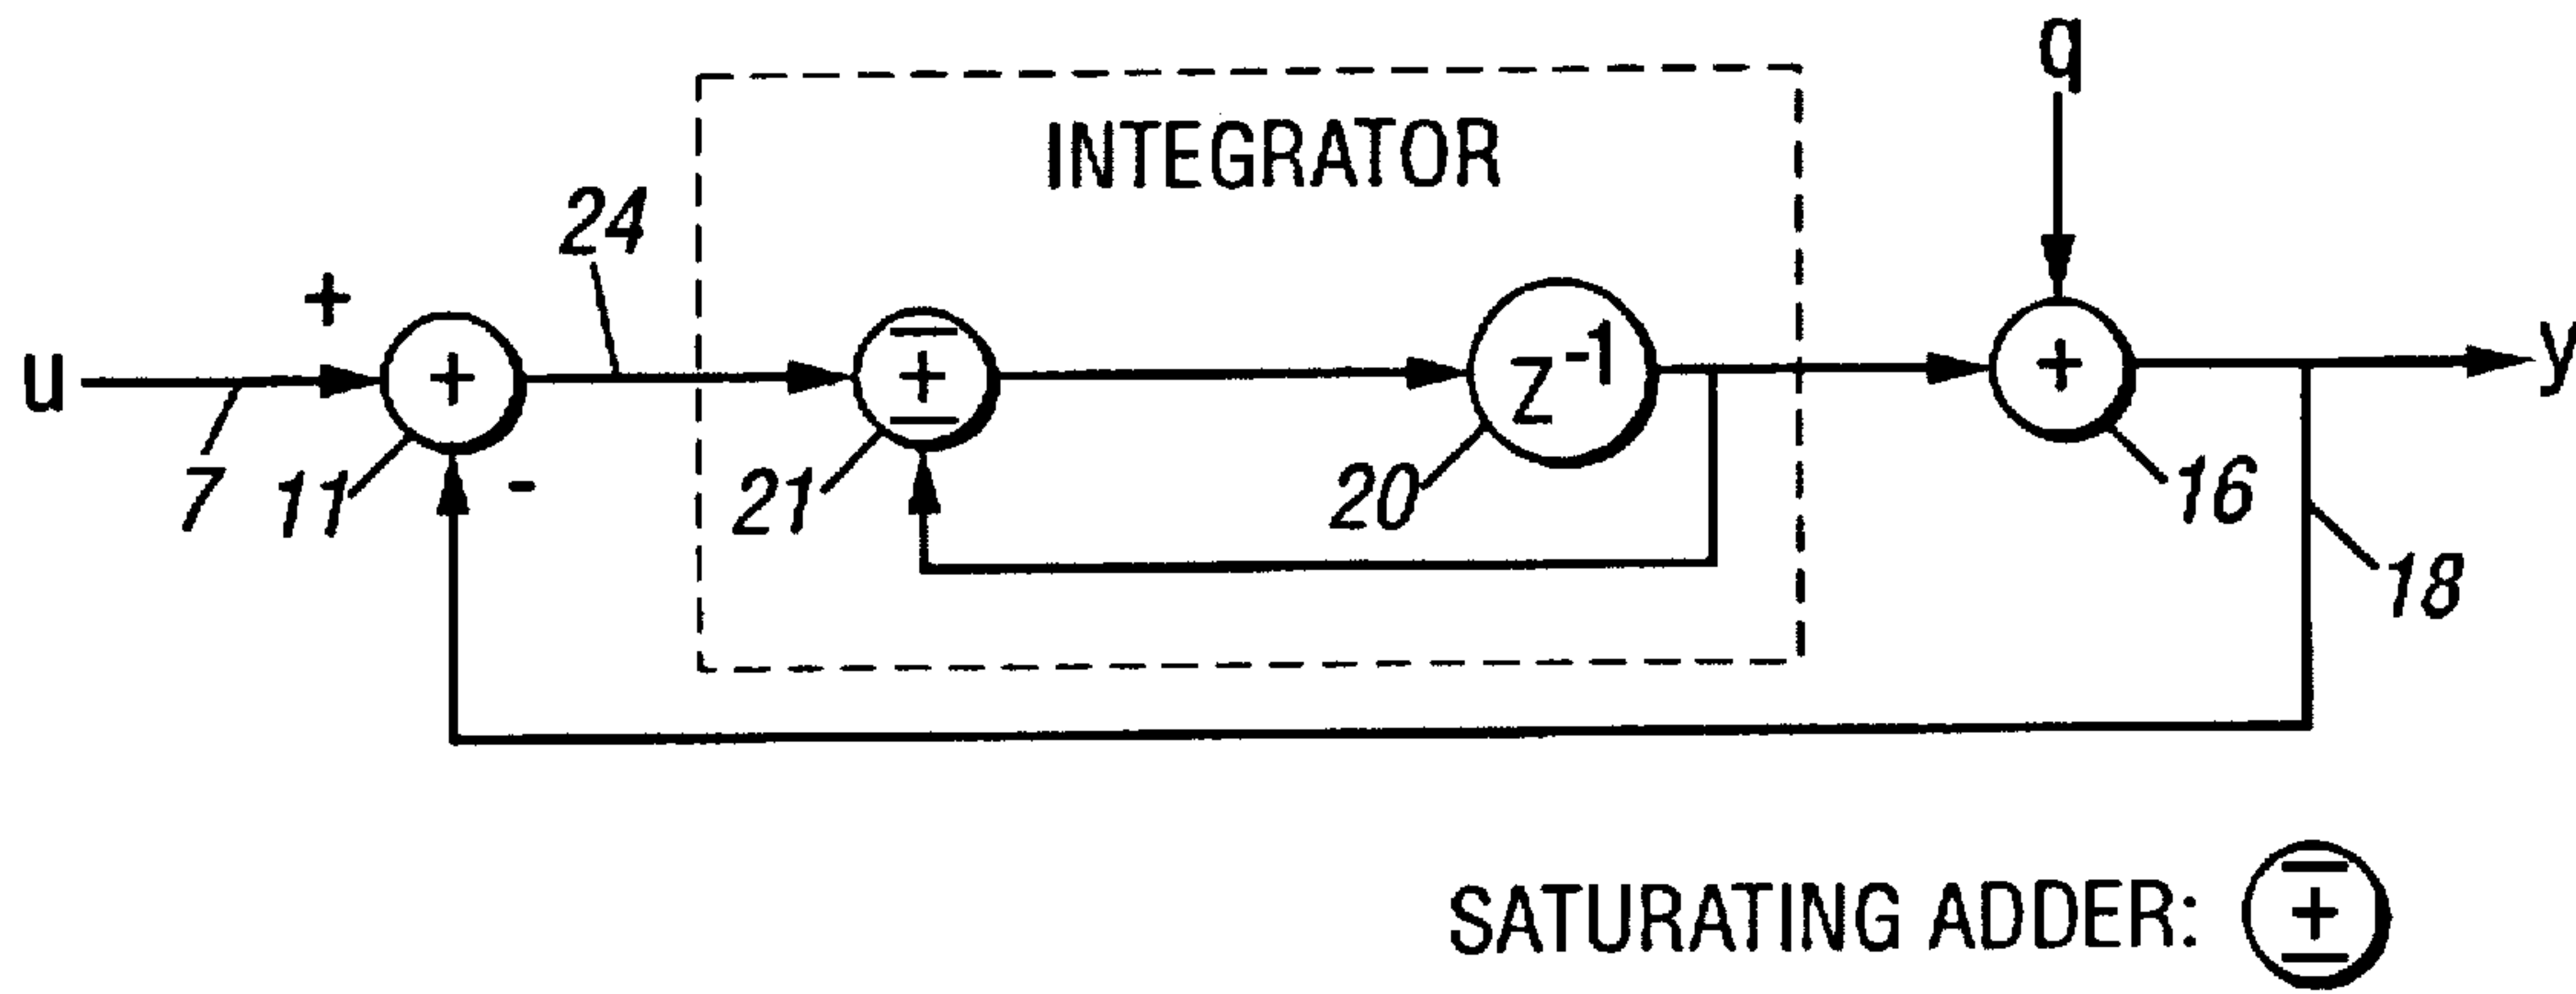 q
INTEGRATOR
24
+
u + ± z⁻¹ + y
7 11 - 21 20 16
18
SATURATING ADDER: ±